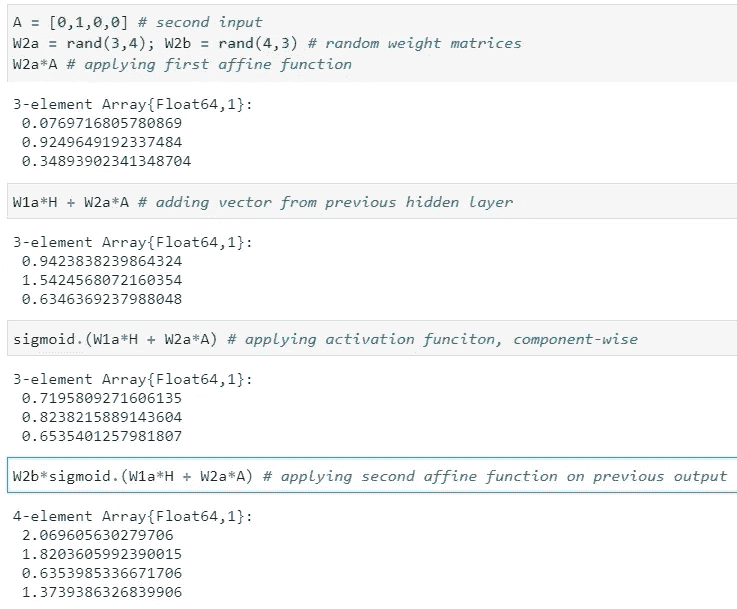 A = [0,1,0,0] # second input
W2a = rand(3,4); W2b = rand(4,3) # random weight matrices
W2a*A # applying first affine function
3-element Array{Float64,1}:
0.0769716805780869
0.9249649192337484
0.34893902341348704
W1a*H + W2a*A # adding vector from previous hidden layer
3-element Array{Float64,1}:
0.9423838239864324
1.5424568072160354
0.6346369237988048
sigmoid.(W1a*H + W2a*A) # applying activation funciton, component-wise
3-element Array{Float64,1}:
0.7195809271606135
0.8238215889143604
0.6535401257981807
W2b*sigmoid.(W1a*H + W2a*A) # applying second affine function on previous output
4-element Array{Float64,1}:
2.069605630279706
1.8203605992390015
0.6353985336671706
1.3739386326839906